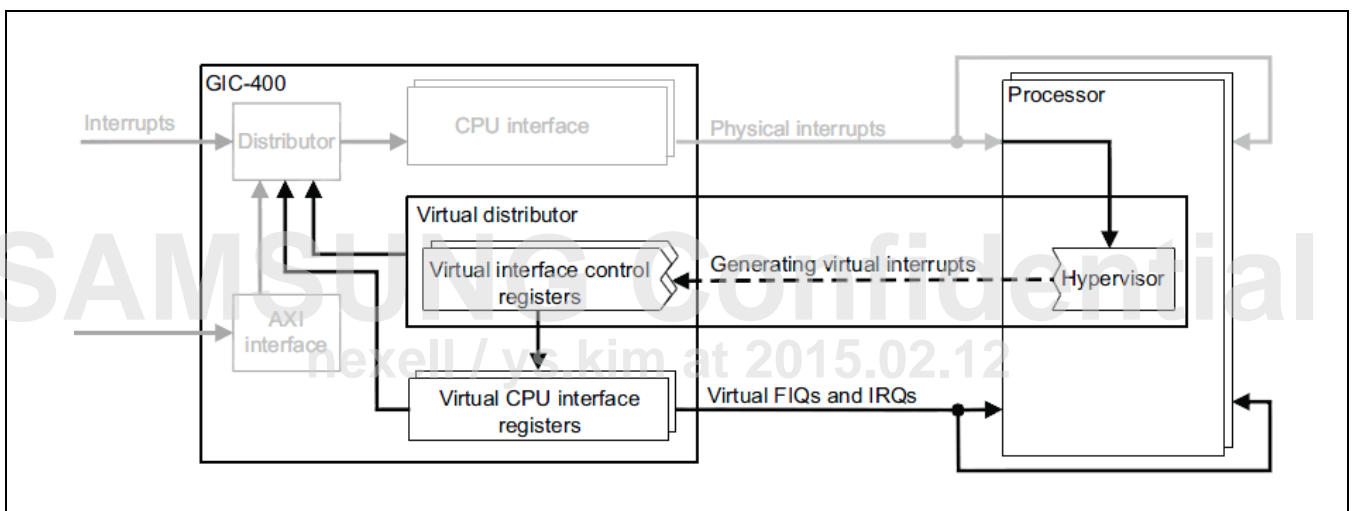 GIC-400
Processor
Interrupts
Distributor
CPU interface
Physical interrupts
Virtual distributor
Virtual interface control
registers
Generating virtual interrupts
Hypervisor
SAMSUNG Confidential
AXI
interface
nexell / ys.kim at 2015.02.12
Virtual CPU interface
registers
Virtual FIQs and IRQs